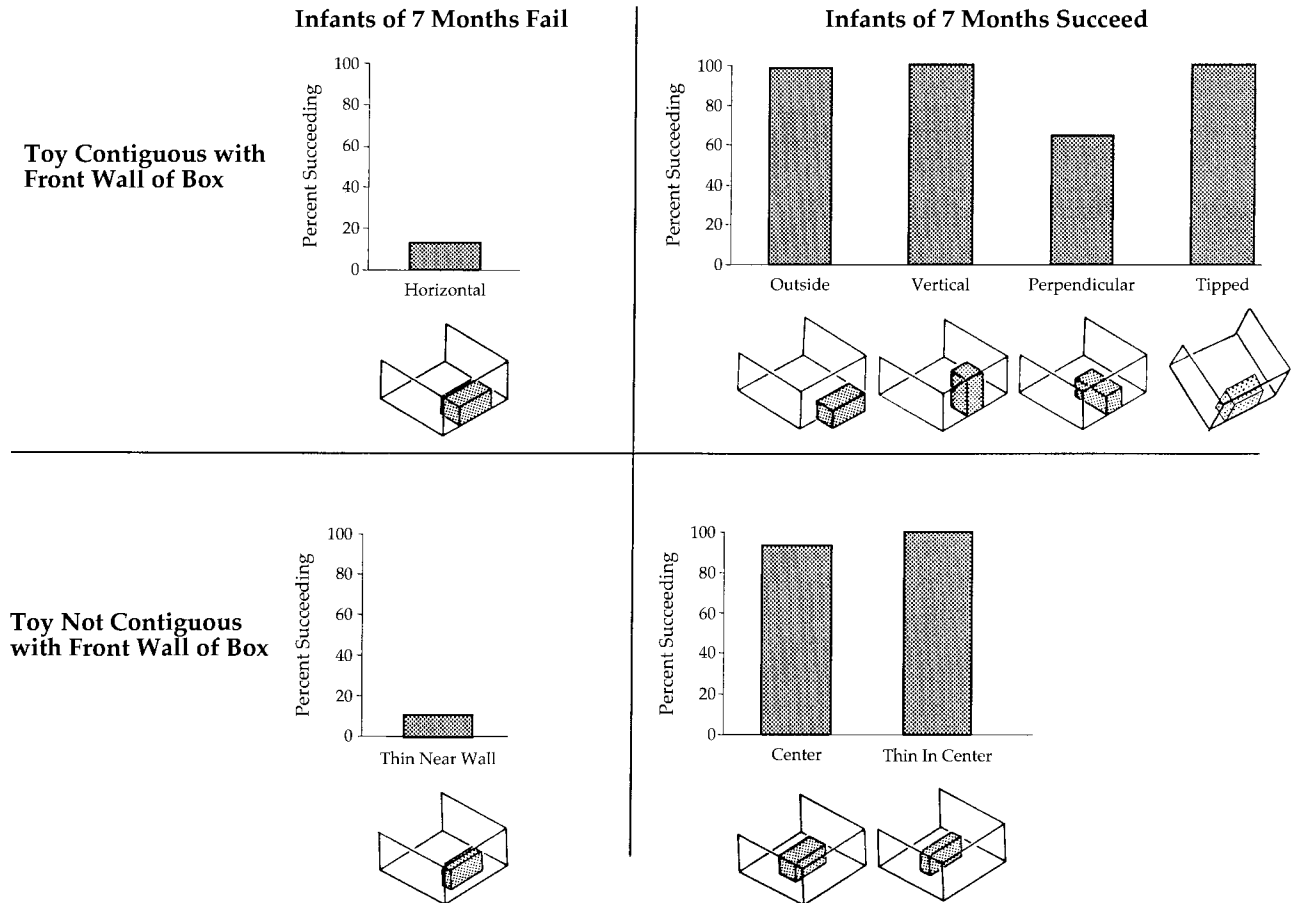 Infants of 7 Months Fail
Infants of 7 Months Succeed
Toy Contiguous with
Front Wall of Box
Percent Succeeding
100
80
60
40
20
0
Horizontal
Percent Succeeding
100
80
60
40
20
0
Outside Vertical Perpendicular Tipped
Toy Not Contiguous
with Front Wall of Box
Percent Succeeding
100
80
60
40
20
0
Thin Near Wall
Percent Succeeding
100
80
60
40
20
0
Center Thin In Center